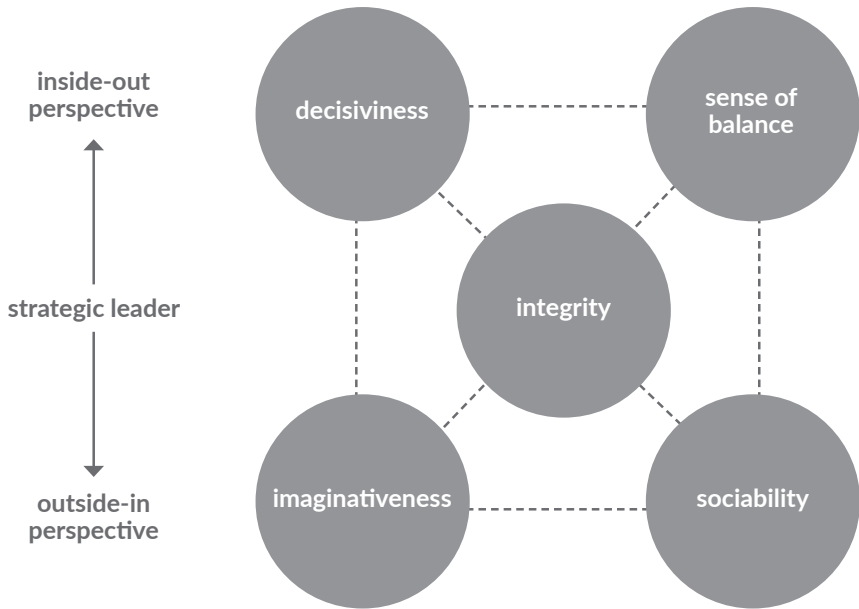 inside-out
perspective
decisiviness
sense of
balance
strategic leader
integrity
outside-in
perspective
imaginativeness
sociability